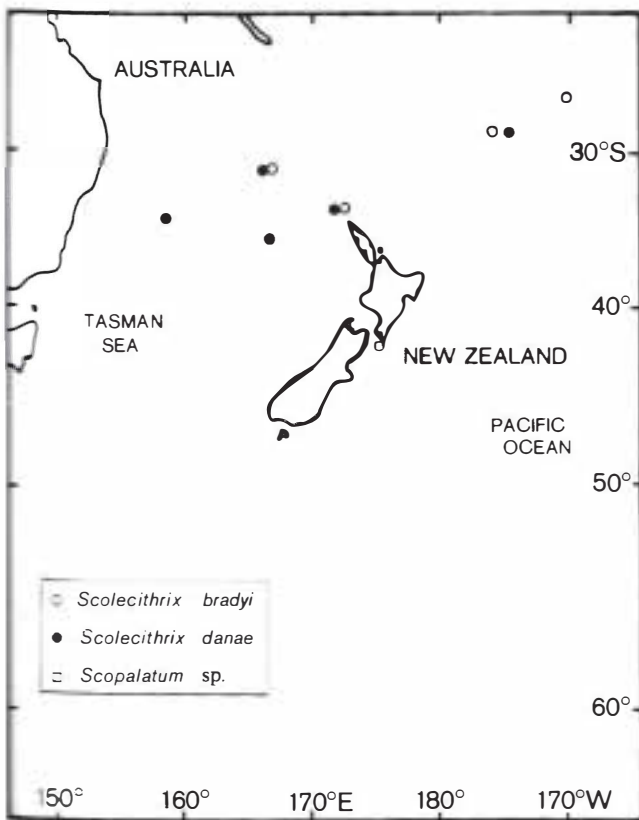 AUSTRALIA
30°S
TASMAN
SEA
40°
NEW ZEALAND
PACIFIC
OCEAN
50°
Scolecithrix bradyi
Scolecithrix danae
Scopalatum sp.
60°
150°
160°
170°E
180°
170°W